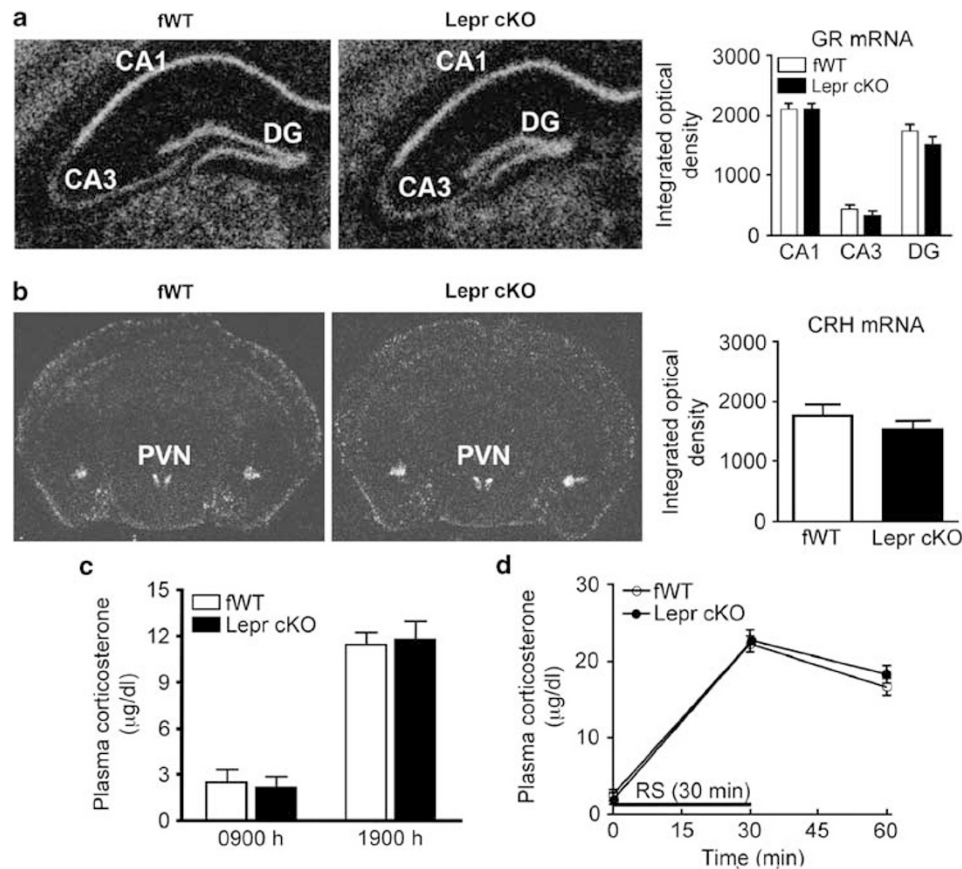 a
fWT
Lepr cKO
CA1
DG
CA3
CA1
DG
CA3
GR mRNA
fWT
Lepr cKO
Integrated optical
density
3000
2000
1000
0
CA1 CA3 DG
b
fWT
Lepr cKO
PVN
PVN
CRH mRNA
Integrated optical
density
3000
2000
1000
0
fWT Lepr cKO
c
fWT
Lepr cKO
Plasma corticosterone
(μg/dl)
15
12
9
6
3
0
0900 h 1900 h
d
fWT
Lepr cKO
Plasma corticosterone
(μg/dl)
30
20
10
0
RS (30 min)
0 15 30 45 60
Time (min)